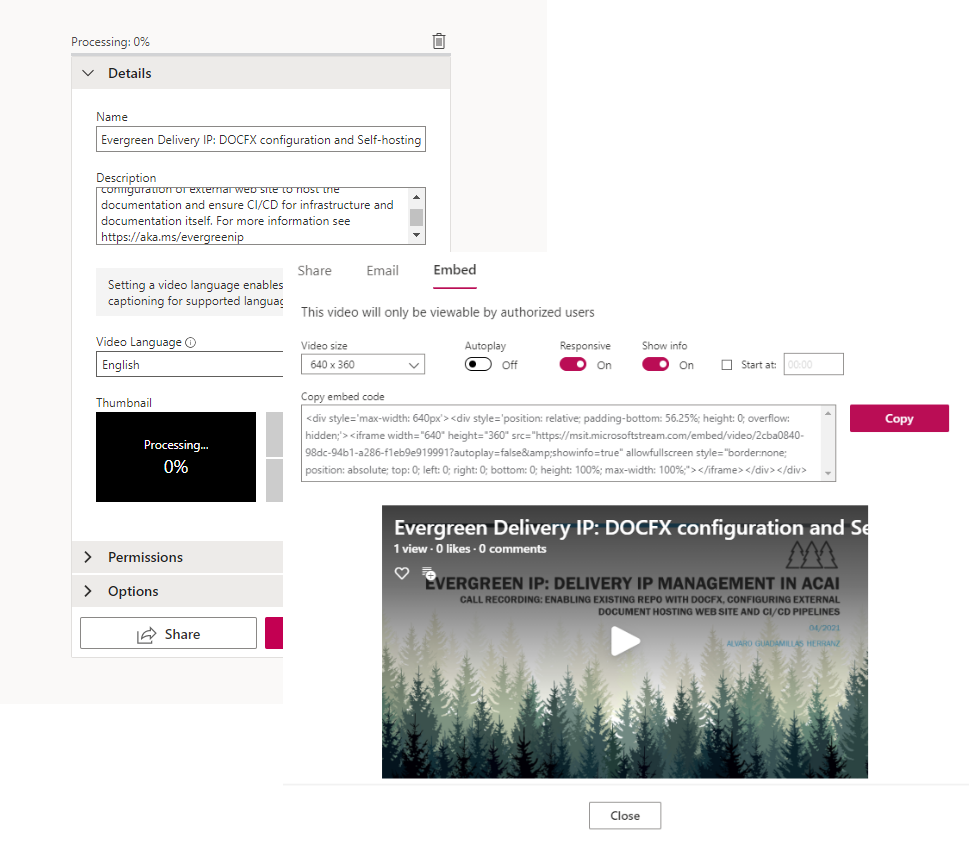 Processing: 0%
Details
Name
Evergreen Delivery IP: DOCFX configuration and Self-hosting
Description
configuration of external web site to host the
documentation and ensure CI/CD for infrastructure and
documentation itself. For more information see
https://aka.ms/evergreenip
Setting a video language enables
captioning for supported languag
Video Language
English
Thumbnail
Processing...
0%
Permissions
Options
Share
Share Email Embed
This video will only be viewable by authorized users
Video size Autoplay Responsive Show info
640 x 360 Off On On Start at: 00:00
Copy embed code
<div style='max-width: 640px'><div style='position: relative; padding-bottom: 56.25%; height: 0; overflow:
hidden;'><iframe width="640" height="360" src="https://msit.microsoftstream.com/embed/video/2cba0840-
98dc-94b1-a286-f1eb9e919991?autoplay=false&amp;showinfo=true" allowfullscreen style="border:none;
position: absolute; top: 0; left: 0; right: 0; bottom: 0; height: 100%; max-width: 100%;"></iframe></div></div>
Copy
Evergreen Delivery IP: DOCFX configuration and Se
1 view · 0 likes · 0 comments
EVERGREEN IP: DELIVERY IP MANAGEMENT IN ACAI
CALL RECORDING: ENABLING EXISTING REPO WITH DOCFX, CONFIGURING EXTERNAL
DOCUMENT HOSTING WEB SITE AND CI/CD PIPELINES
04/2021
ALVARO GUADAMILLAS HERRANZ
Close